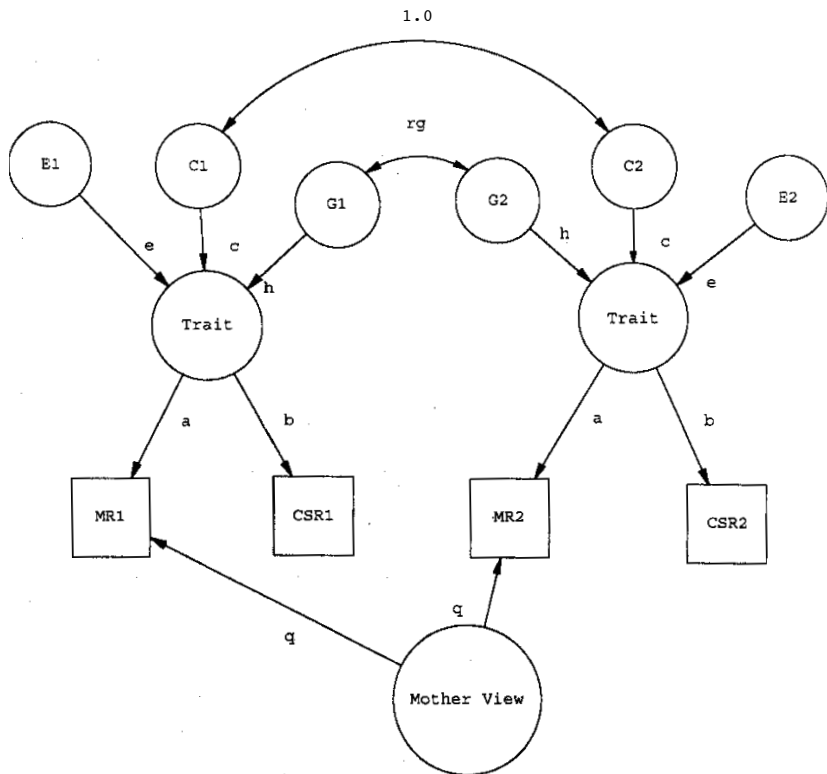 1.0
rg
E1
C1
G1
G2
C2
E2
e
c
h
h
c
e
Trait
Trait
a
b
a
b
MR1
CSR1
MR2
CSR2
q
q
Mother View